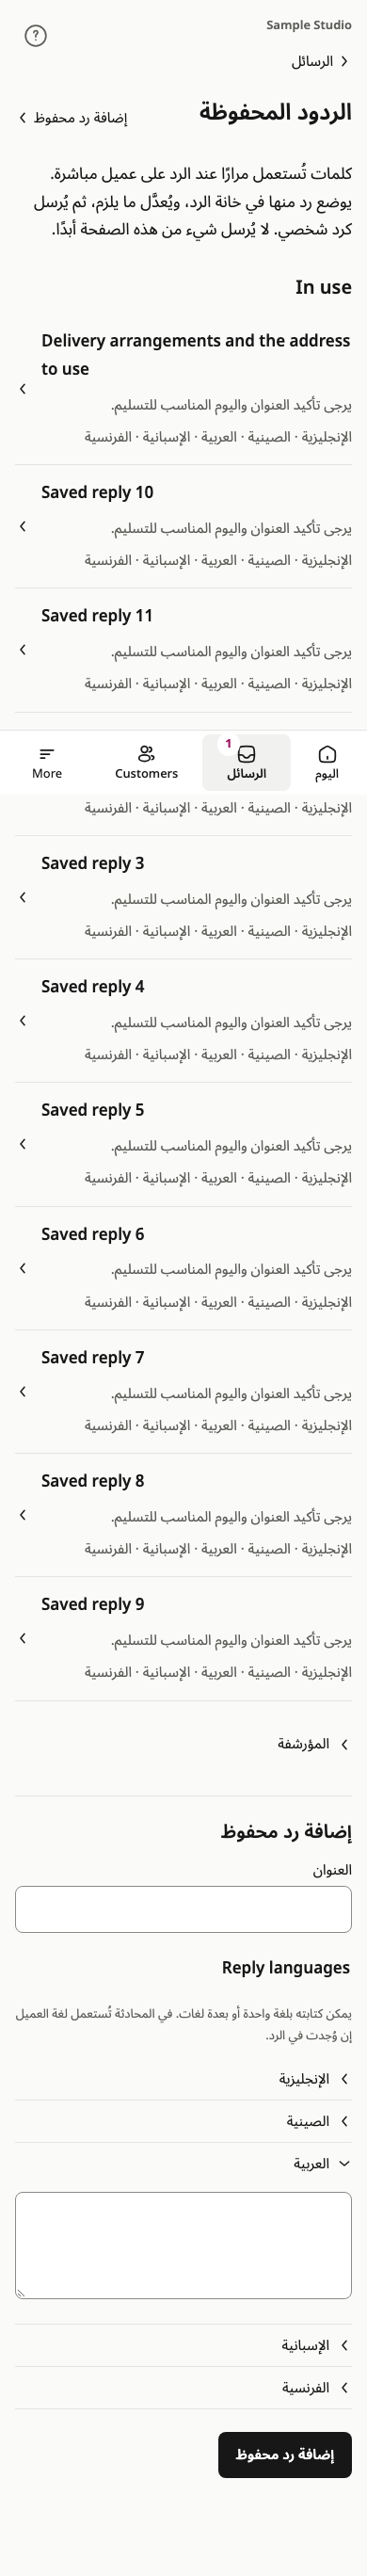 Sample Studio
الرسائل
الردود المحفوظة
إضافة رد محفوظ
كلمات تُستعمل مرارًا عند الرد على عميل مباشرة.
يوضع رد منها في خانة الرد، ويُعدَّل ما يلزم، ثم يُرسل
كرد شخصي. لا يُرسل شيء من هذه الصفحة أبدًا.
In use
Delivery arrangements and the address
to use
يرجى تأكيد العنوان واليوم المناسب للتسليم.
الإنجليزية · الصينية · العربية · الإسبانية · الفرنسية
Saved reply 10
يرجى تأكيد العنوان واليوم المناسب للتسليم.
الإنجليزية · الصينية · العربية · الإسبانية · الفرنسية
Saved reply 11
يرجى تأكيد العنوان واليوم المناسب للتسليم.
الإنجليزية · الصينية · العربية · الإسبانية · الفرنسية
اليوم
1
الرسائل
Customers
More
الإنجليزية · الصينية · العربية · الإسبانية · الفرنسية
Saved reply 3
يرجى تأكيد العنوان واليوم المناسب للتسليم.
الإنجليزية · الصينية · العربية · الإسبانية · الفرنسية
Saved reply 4
يرجى تأكيد العنوان واليوم المناسب للتسليم.
الإنجليزية · الصينية · العربية · الإسبانية · الفرنسية
Saved reply 5
يرجى تأكيد العنوان واليوم المناسب للتسليم.
الإنجليزية · الصينية · العربية · الإسبانية · الفرنسية
Saved reply 6
يرجى تأكيد العنوان واليوم المناسب للتسليم.
الإنجليزية · الصينية · العربية · الإسبانية · الفرنسية
Saved reply 7
يرجى تأكيد العنوان واليوم المناسب للتسليم.
الإنجليزية · الصينية · العربية · الإسبانية · الفرنسية
Saved reply 8
يرجى تأكيد العنوان واليوم المناسب للتسليم.
الإنجليزية · الصينية · العربية · الإسبانية · الفرنسية
Saved reply 9
يرجى تأكيد العنوان واليوم المناسب للتسليم.
الإنجليزية · الصينية · العربية · الإسبانية · الفرنسية
المؤرشفة
إضافة رد محفوظ
العنوان
Reply languages
يمكن كتابته بلغة واحدة أو بعدة لغات. في المحادثة تُستعمل لغة العميل
إن وُجدت في الرد.
الإنجليزية
الصينية
العربية
الإسبانية
الفرنسية
إضافة رد محفوظ